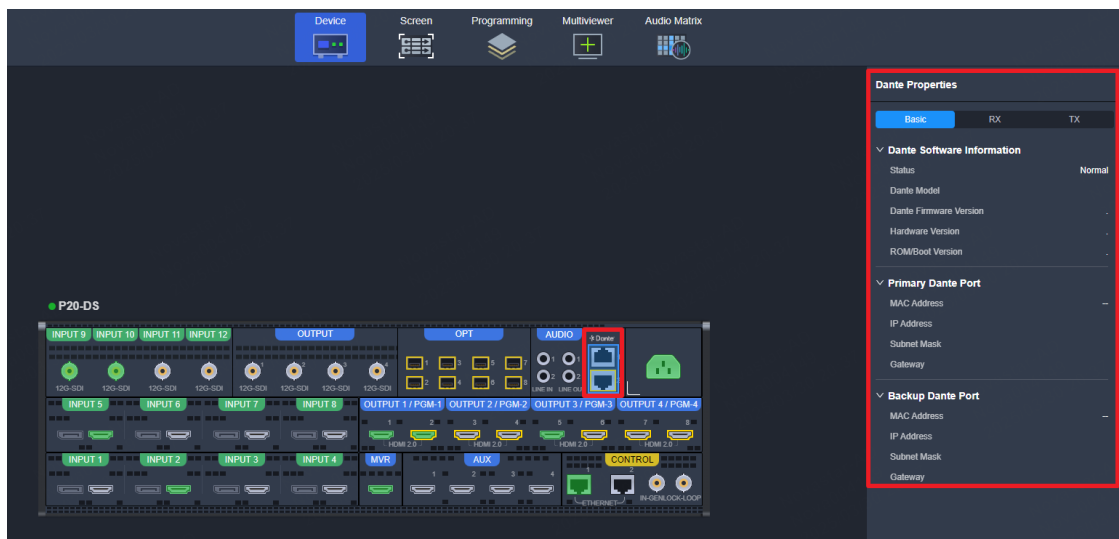 Device Screen Programming Multiviewer Audio Matrix
Dante Properties
Basic RX TX
Dante Software Information
Status Normal
Dante Model
Dante Firmware Version .
Hardware Version .
ROM/Boot Version .
Primary Dante Port
MAC Address --
IP Address
Subnet Mask
Gateway
Backup Dante Port
MAC Address --
IP Address
Subnet Mask
Gateway
P20-DS
INPUT 9 INPUT 10 INPUT 11 INPUT 12 OUTPUT OPT AUDIO Dante
1 2 3 4 1 3 5 7 1 1
12G-SDI 12G-SDI 12G-SDI 12G-SDI 12G-SDI 12G-SDI 12G-SDI 12G-SDI 2 4 6 8 2 2
LINE IN LINE OUT
INPUT 5 INPUT 6 INPUT 7 INPUT 8 OUTPUT 1 / PGM-1 OUTPUT 2 / PGM-2 OUTPUT 3 / PGM-3 OUTPUT 4 / PGM-4
1 2 3 4 5 6 7 8
HDMI 2.0 HDMI 2.0 HDMI 2.0 HDMI 2.0
INPUT 1 INPUT 2 INPUT 3 INPUT 4 MVR AUX CONTROL
1 2 3 4 1 2
ETHERNET IN-GENLOCK-LOOP